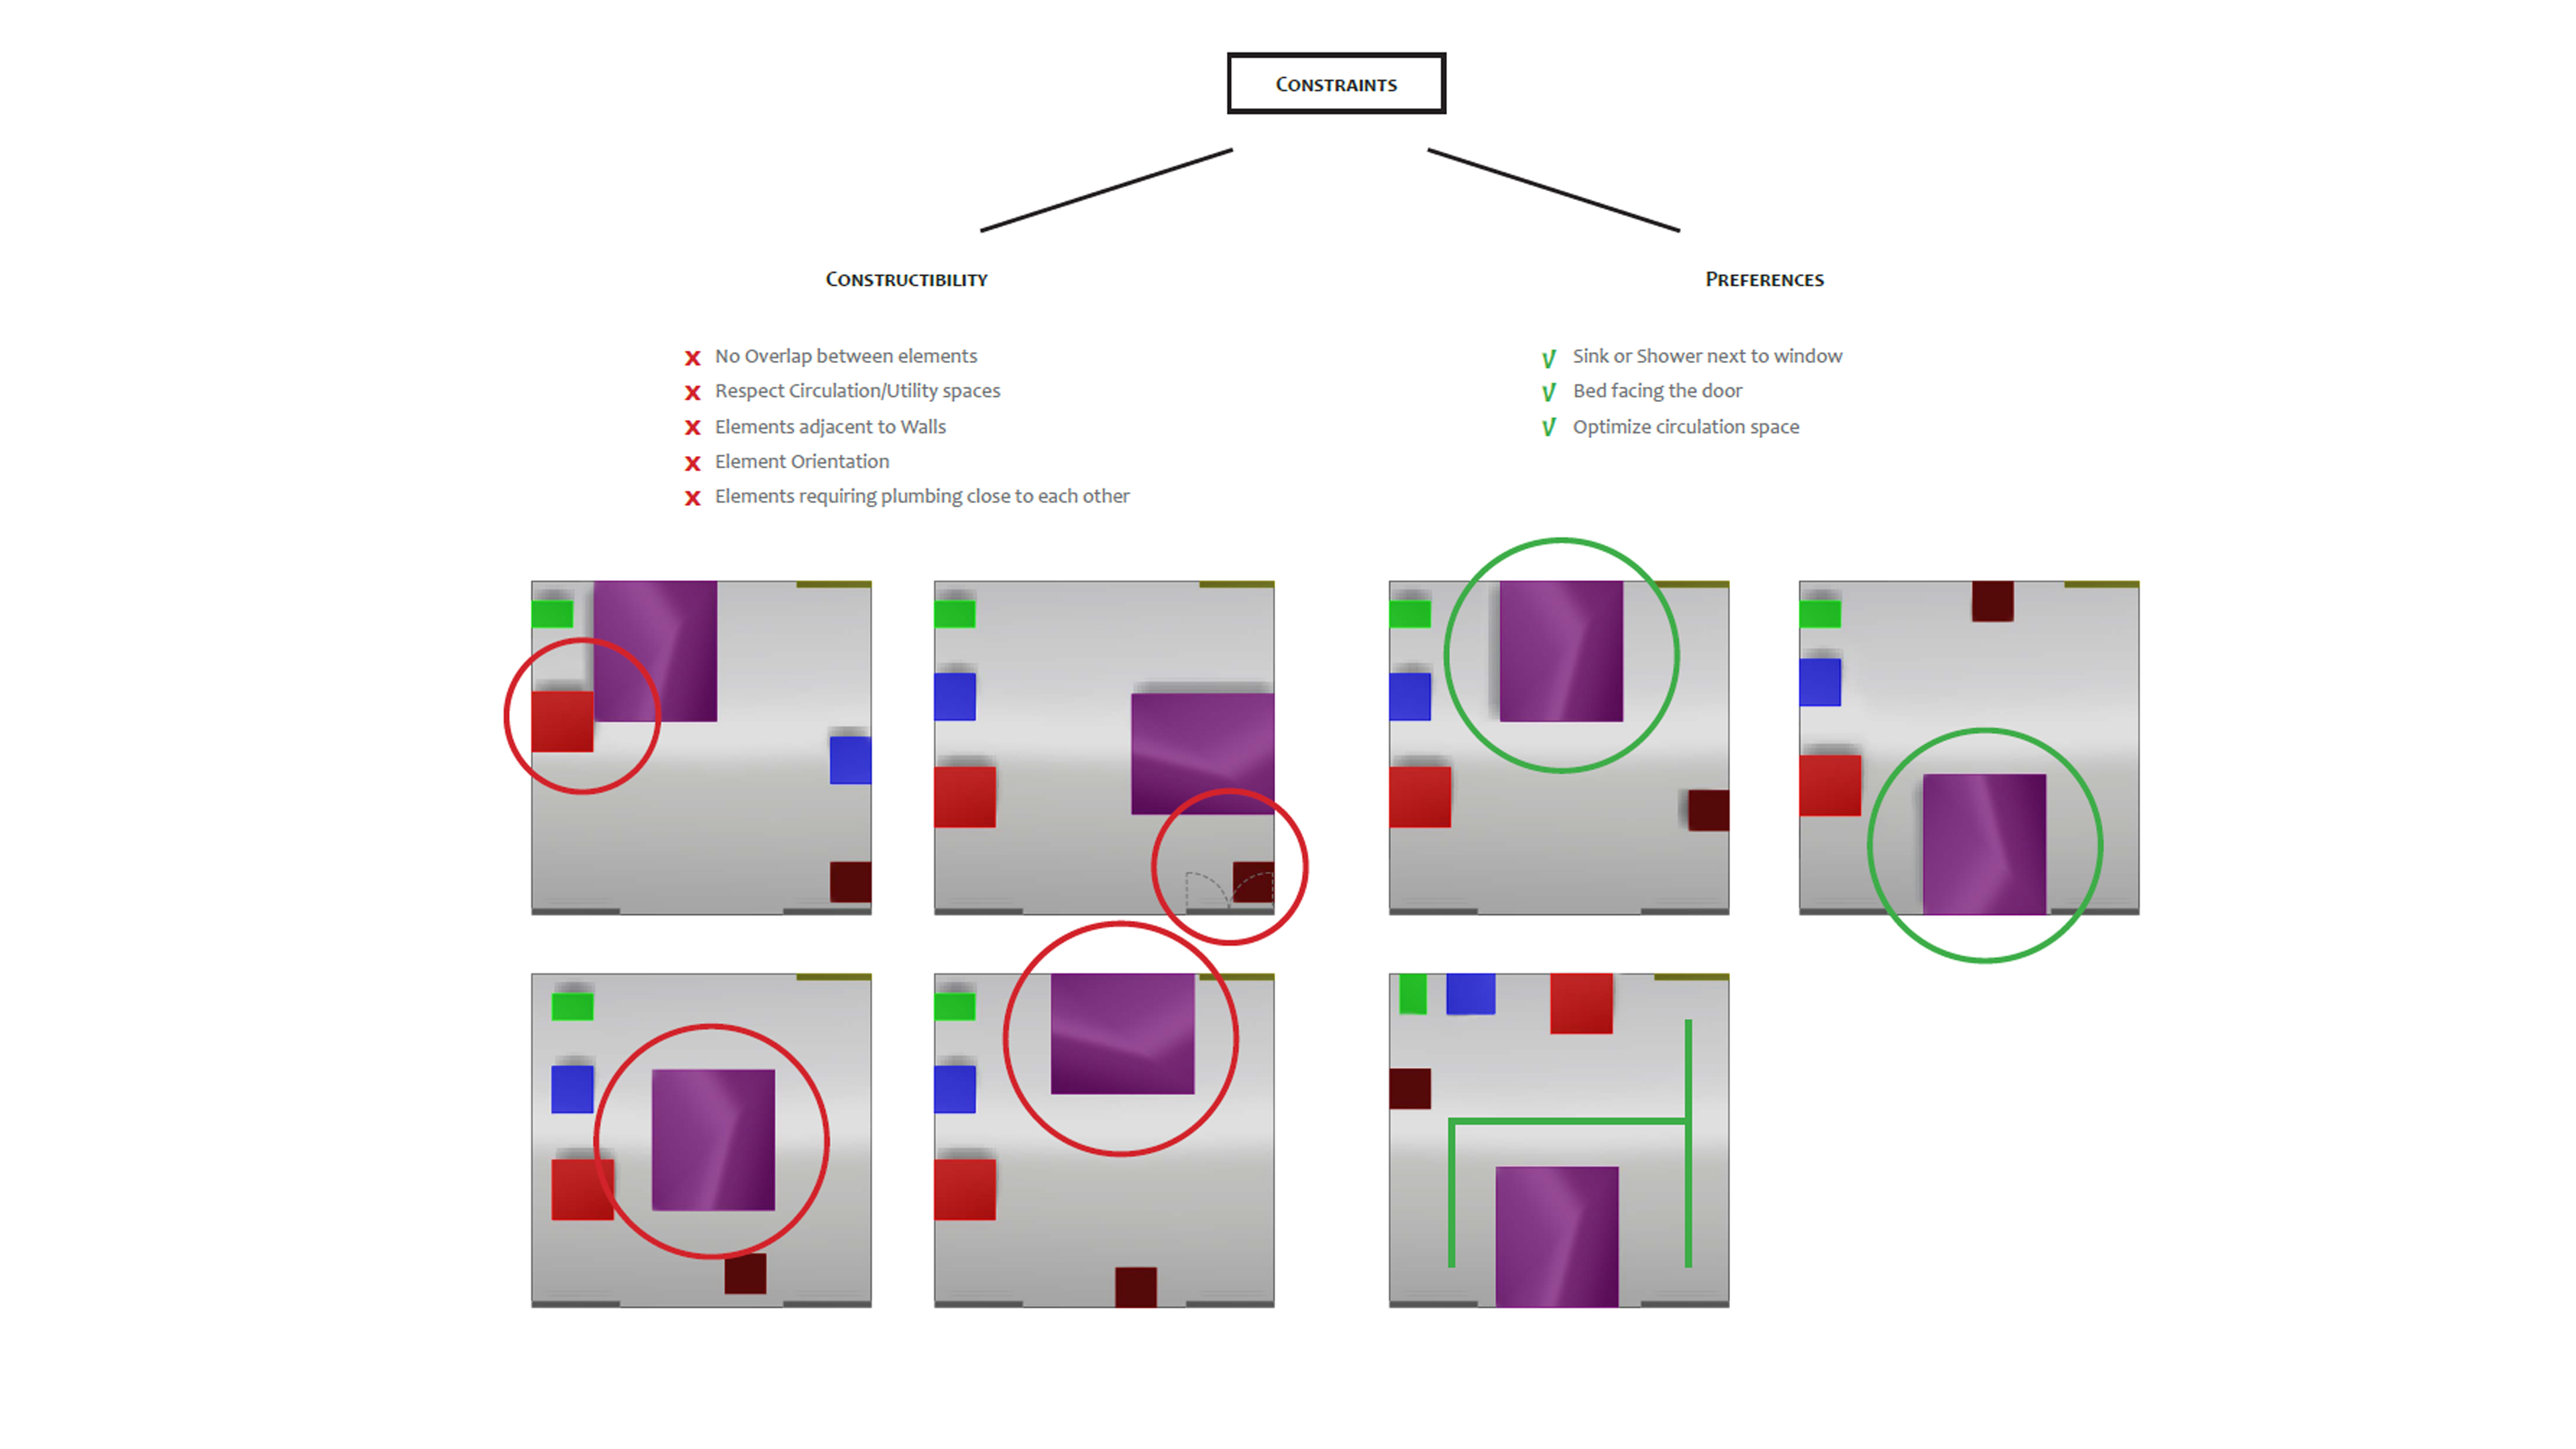 Constraints
Constructibility
X No Overlap between elements
X Respect Circulation/Utility spaces
X Elements adjacent to Walls
X Element Orientation
X Elements requiring plumbing close to each other
Preferences
√ Sink or Shower next to window
√ Bed facing the door
√ Optimize circulation space